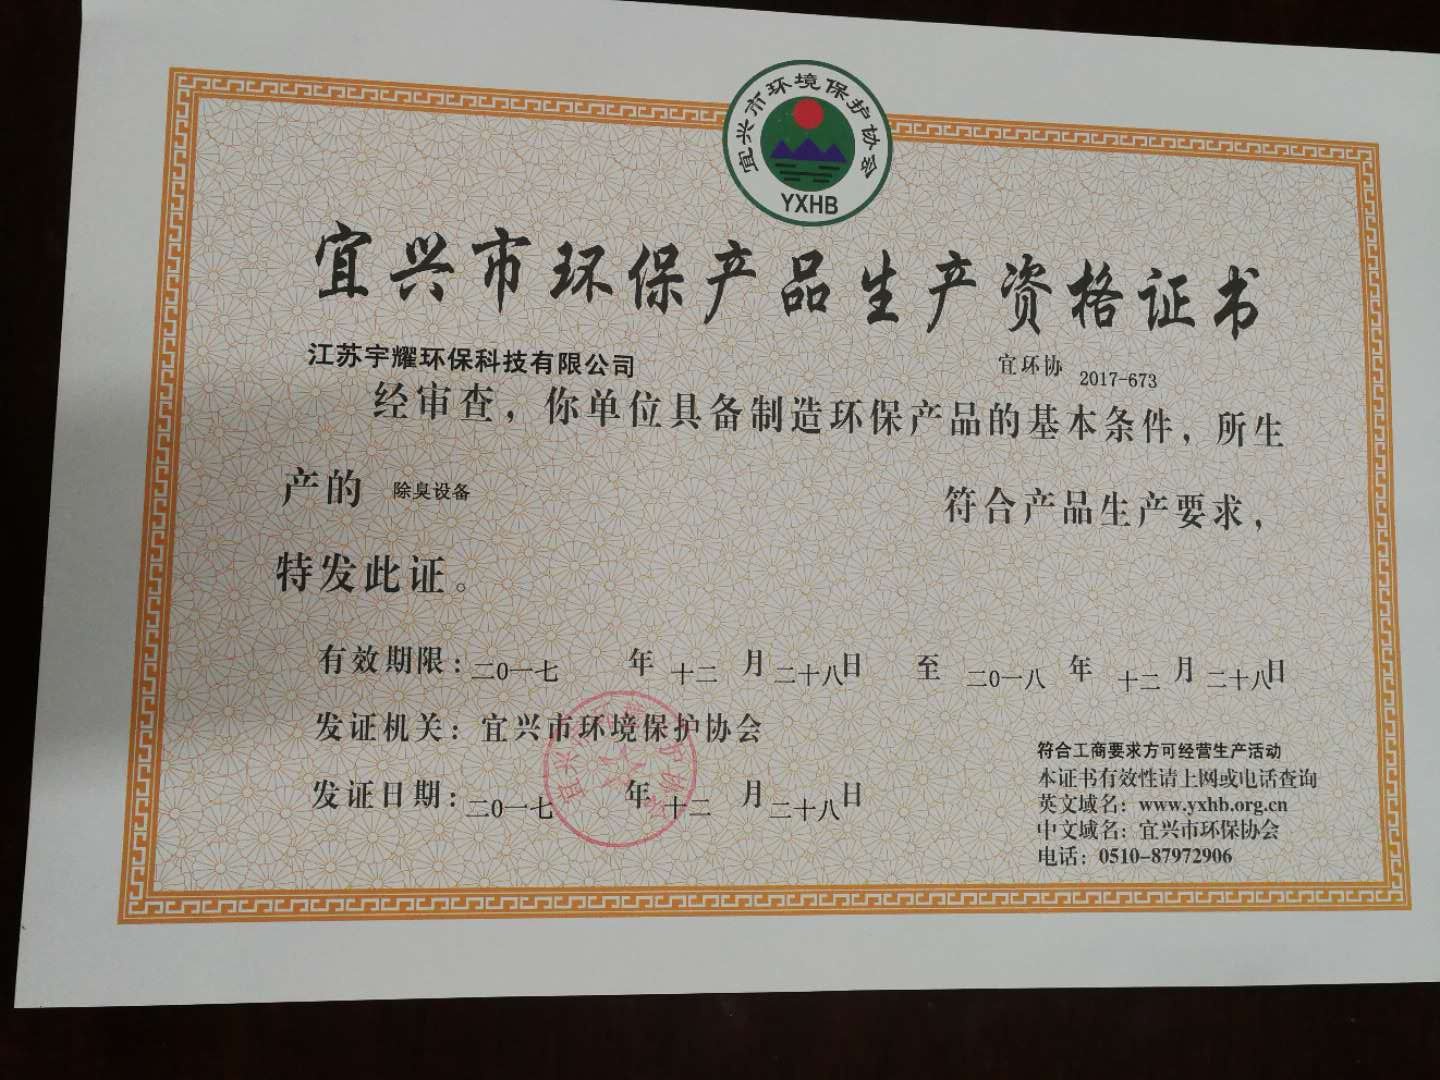 宜兴市环境保护协会
YXHB
宜兴市环保产品生产资格证书
江苏宇耀环保科技有限公司 宜环协 2017-673
经审查，你单位具备制造环保产品的基本条件，所生
产的 除臭设备 符合产品生产要求，
特发此证。
有效期限：二〇一七 年 十二 月 二十八日 至 二〇一八 年 十二 月 二十八日
发证机关：宜兴市环境保护协会
发证日期：二〇一七 年 十二 月 二十八日
符合工商要求方可经营生产活动
本证书有效性请上网或电话查询
英文域名：www.yxhb.org.cn
中文域名：宜兴市环保协会
电话：0510-87972906